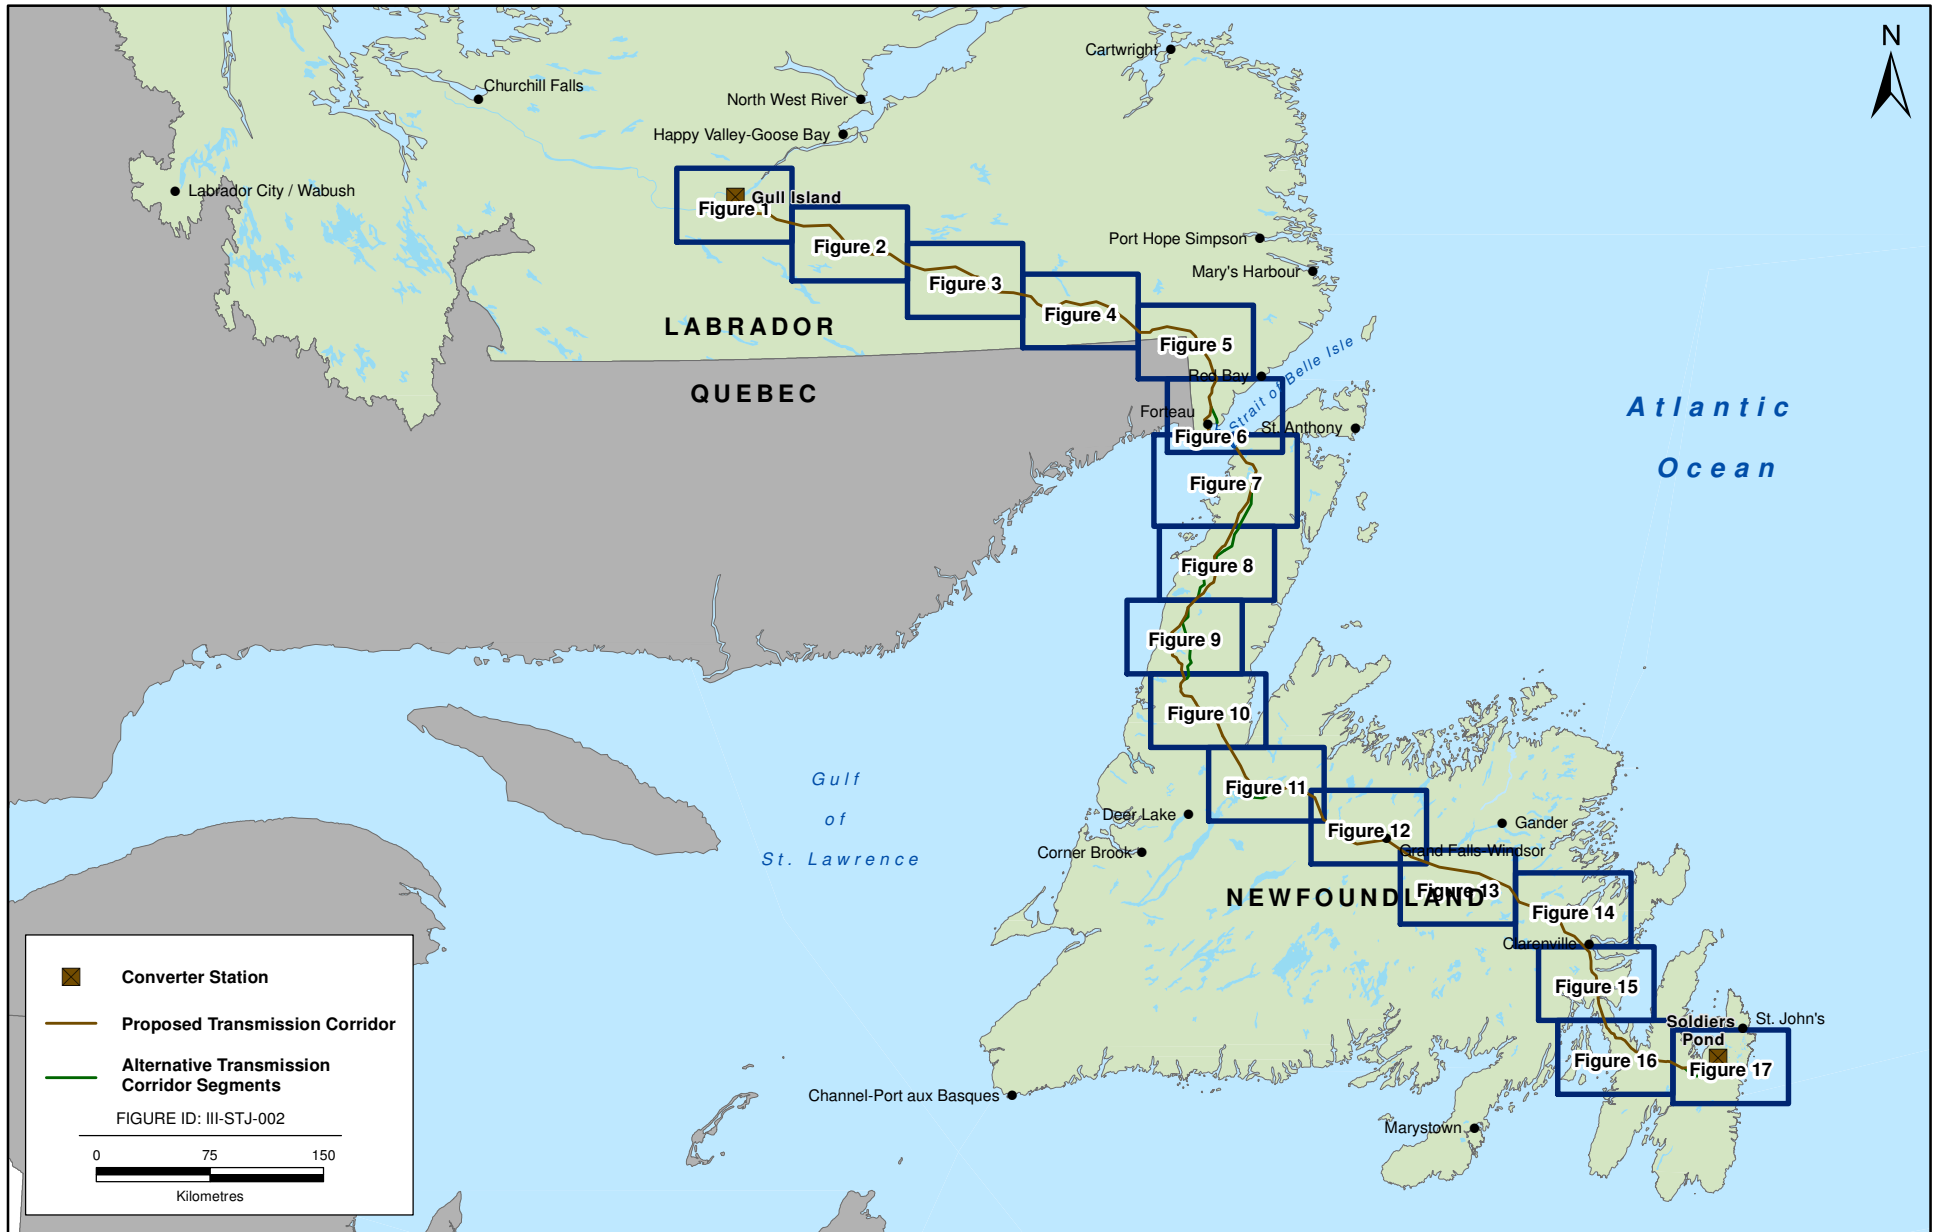 N
Cartwright
Churchill Falls
North West River
Happy Valley-Goose Bay
Labrador City / Wabush
Gull Island
Figure 1
Figure 2
Port Hope Simpson
Mary's Harbour
Figure 3
Figure 4
LABRADOR
Figure 5
Red Bay
QUEBEC
Strait of Belle Isle
Forteau
St. Anthony
Figure 6
Atlantic
Ocean
Figure 7
Figure 8
Figure 9
Figure 10
Gulf
of
St. Lawrence
Figure 11
Deer Lake
Figure 12
Gander
Corner Brook
Grand Falls-Windsor
NEWFOUNDLAND
Figure 13
Figure 14
Clarenville
Figure 15
Soldiers
Pond
St. John's
Figure 16
Figure 17
Channel-Port aux Basques
Marystown
Converter Station
Proposed Transmission Corridor
Alternative Transmission
Corridor Segments
FIGURE ID: III-STJ-002
0 75 150
Kilometres